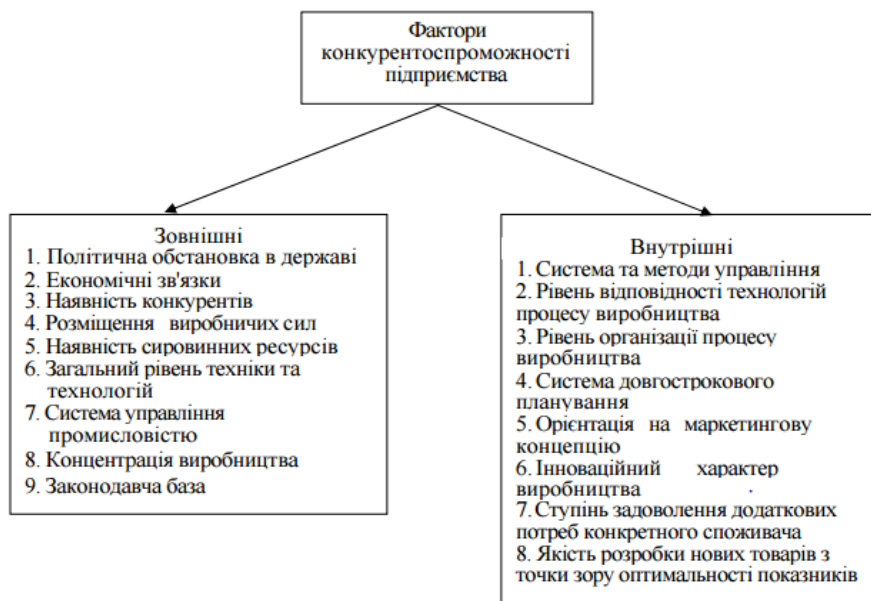 Фактори
конкурентоспроможності
підприємства
Зовнішні
1. Політична обстановка в державі
2. Економічні зв'язки
3. Наявність конкурентів
4. Розміщення виробничих сил
5. Наявність сировинних ресурсів
6. Загальний рівень техніки та
технологій
7. Система управління
промисловістю
8. Концентрація виробництва
9. Законодавча база
Внутрішні
1. Система та методи управління
2. Рівень відповідності технологій
процесу виробництва
3. Рівень організації процесу
виробництва
4. Система довгострокового
планування
5. Орієнтація на маркетингову
концепцію
6. Інноваційний характер
виробництва
7. Ступінь задоволення додаткових
потреб конкретного споживача
8. Якість розробки нових товарів з
точки зору оптимальності показників